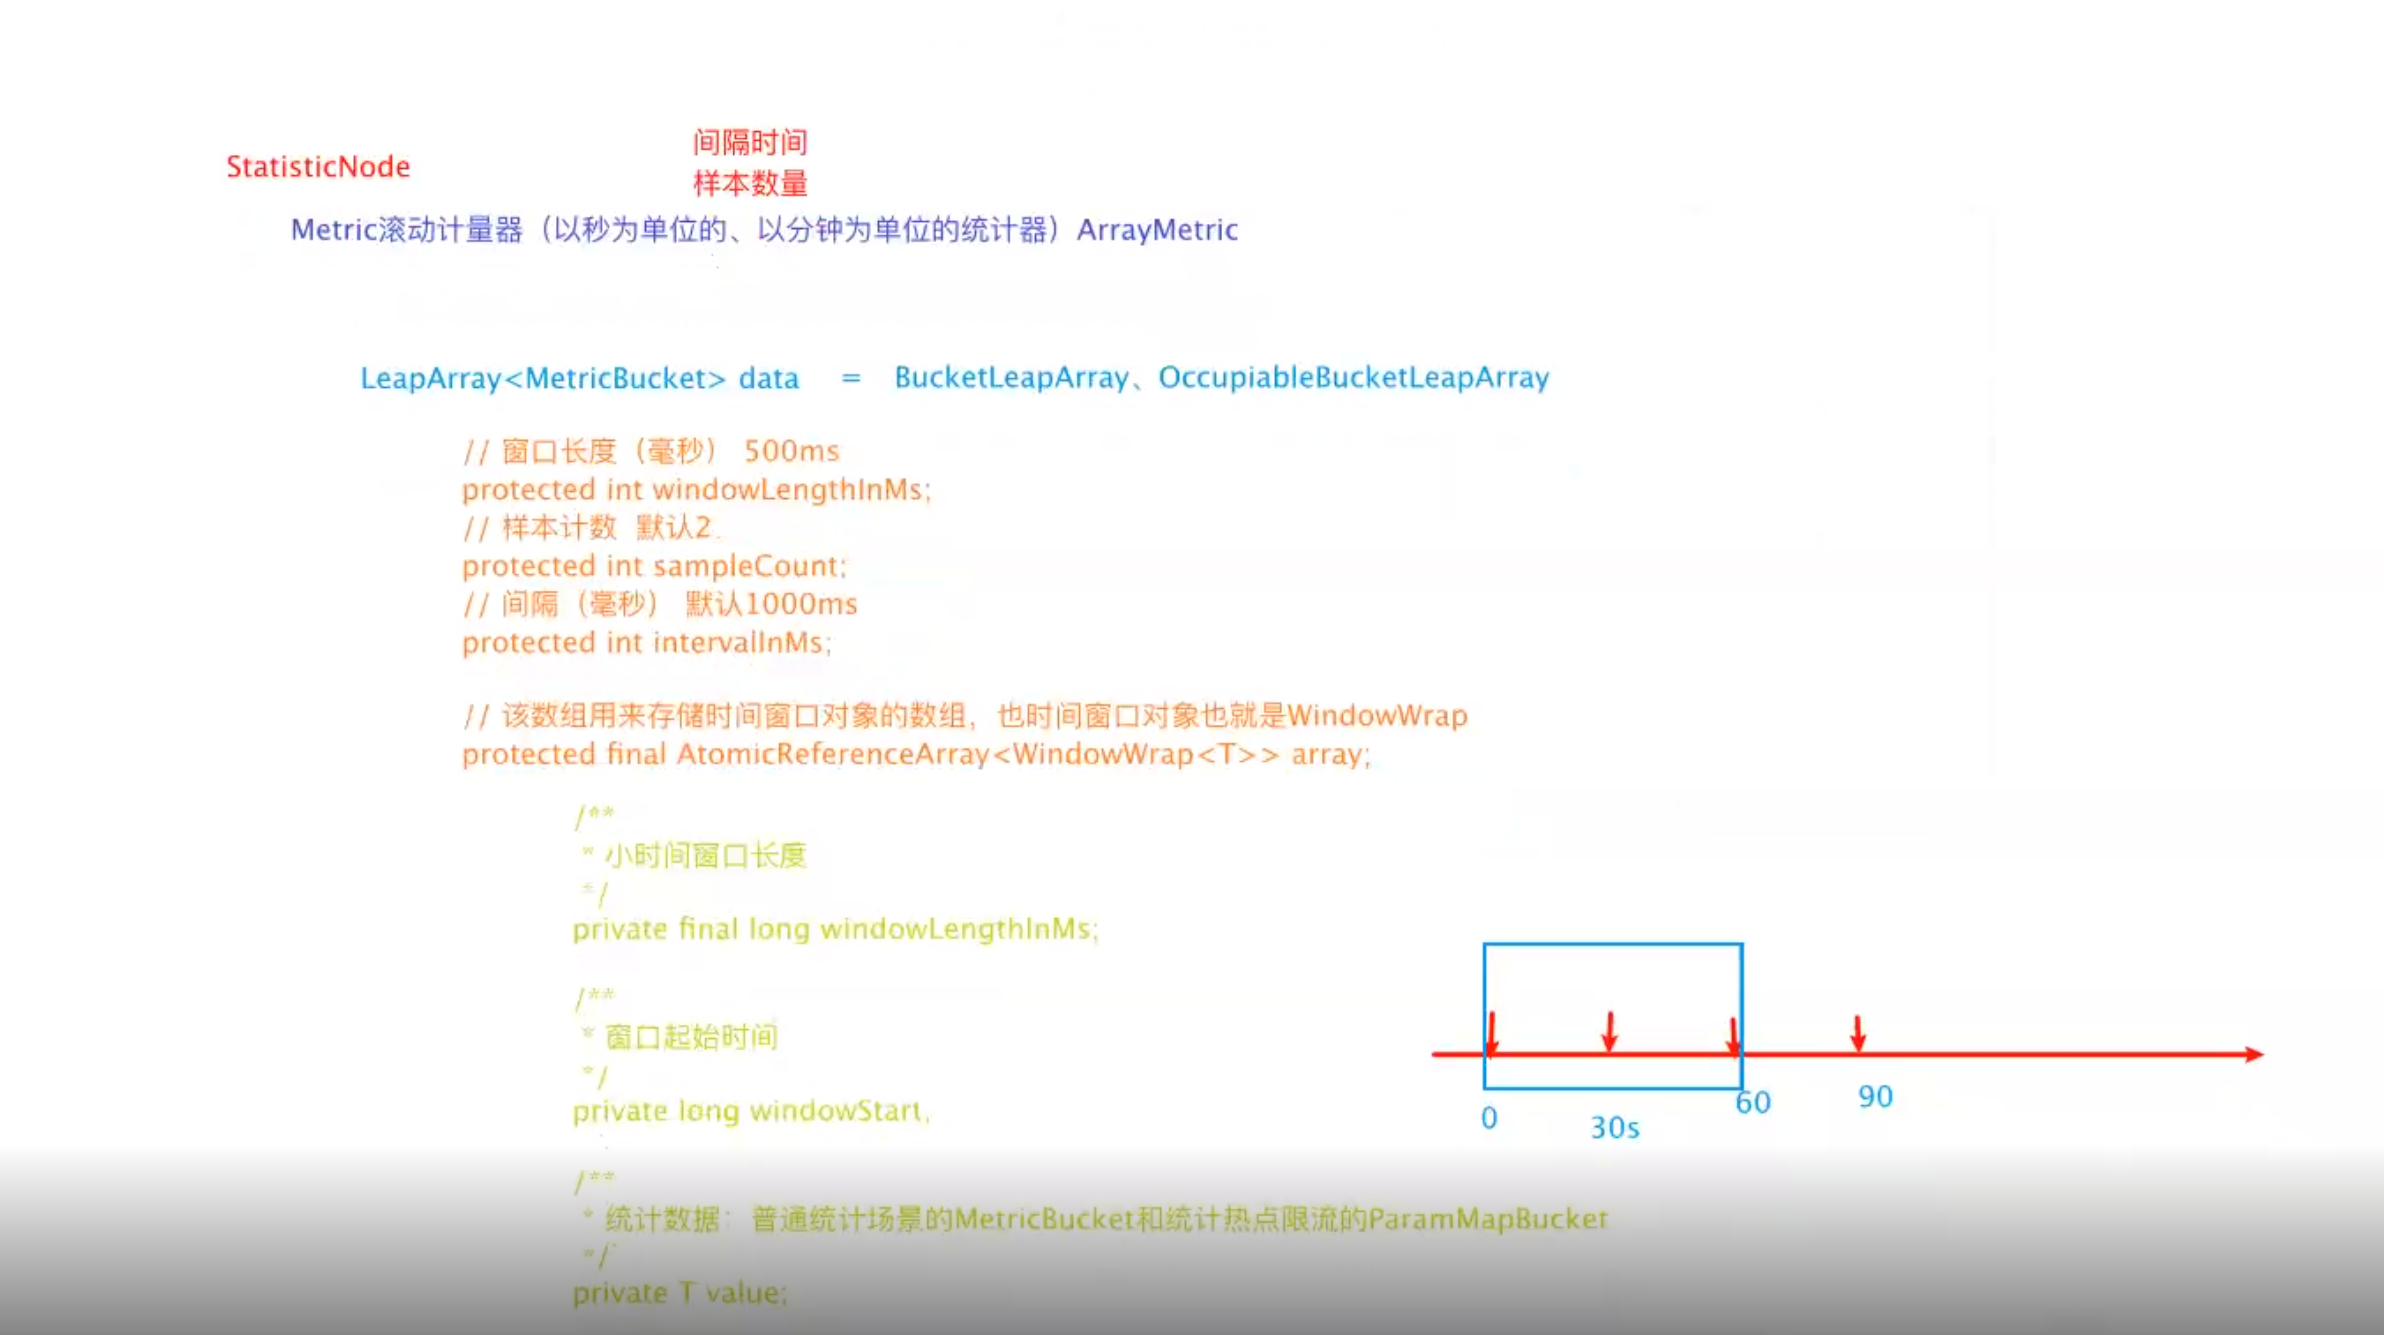 间隔时间
StatisticNode
样本数量
Metric滚动计量器（以秒为单位的、以分钟为单位的统计器）ArrayMetric
LeapArray<MetricBucket> data = BucketLeapArray、OccupiableBucketLeapArray
// 窗口长度（毫秒） 500ms
protected int windowLengthInMs;
// 样本计数 默认2
protected int sampleCount;
// 间隔（毫秒） 默认1000ms
protected int intervalInMs;
// 该数组用来存储时间窗口对象的数组，也时间窗口对象也就是WindowWrap
protected final AtomicReferenceArray<WindowWrap<T>> array;
/**
* 小时间窗口长度
*/
private final long windowLengthInMs;
/**
* 窗口起始时间
*/
private long windowStart;
/**
* 统计数据：普通统计场景的MetricBucket和统计热点限流的ParamMapBucket
*/
private T value;
0
30s
60
90